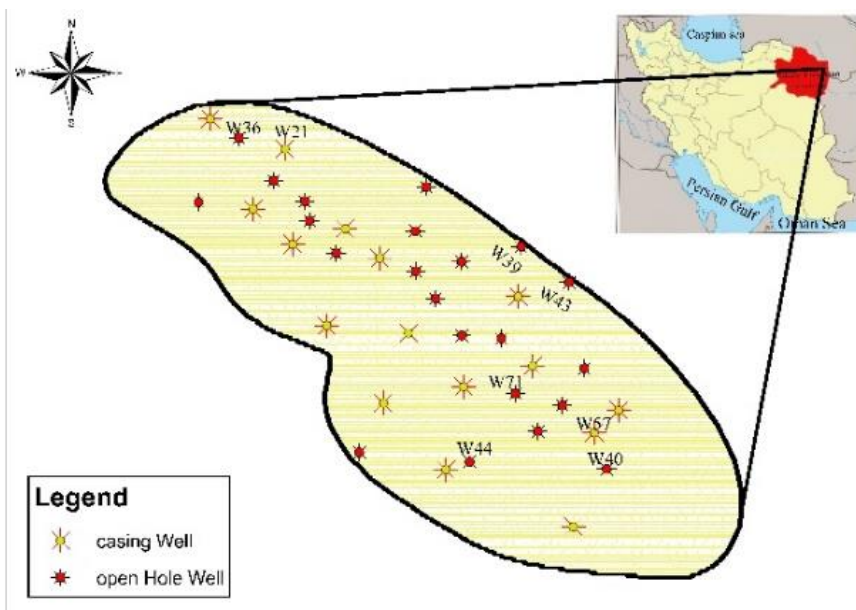 N
W
E
S
Caspian sea
Persian Gulf
Oman Sea
W36
W21
W39
W43
W71
W67
W44
W40
Legend
casing Well
open Hole Well